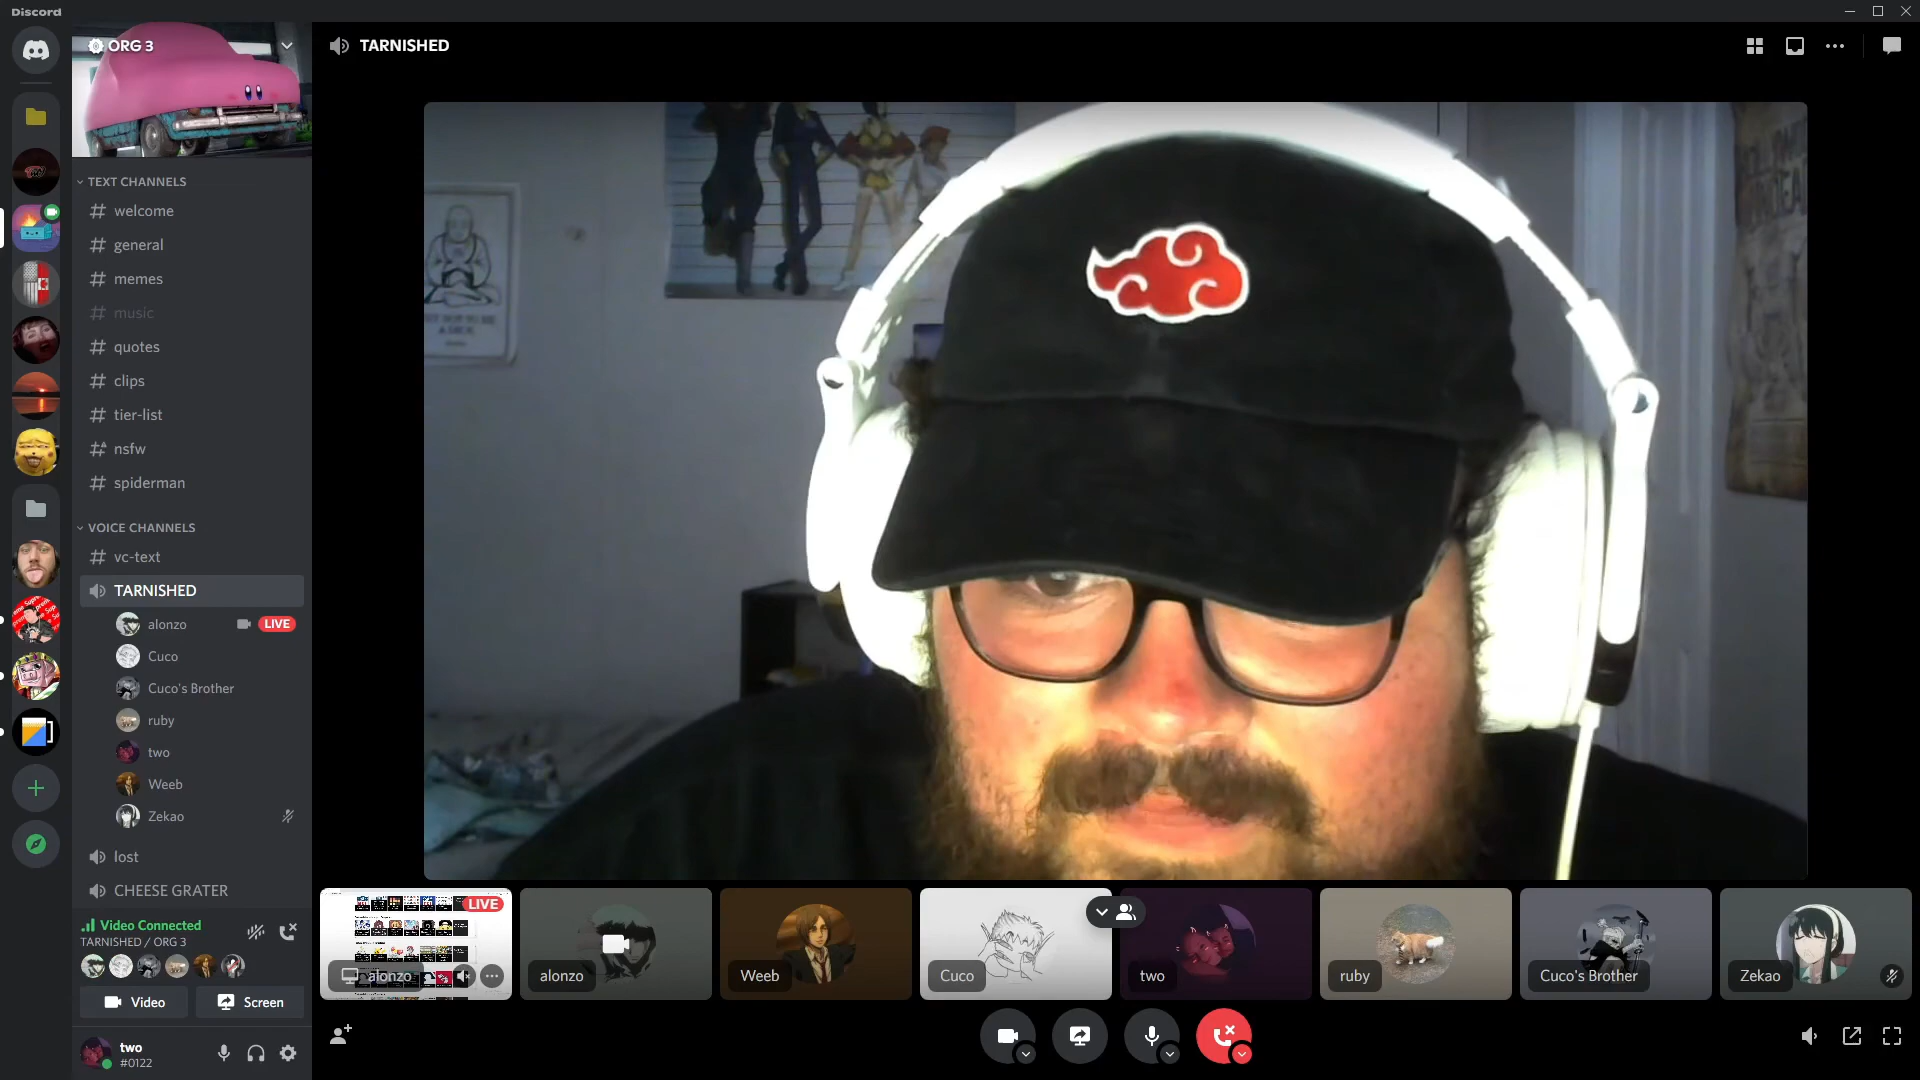 Discord
ORG 3
TARNISHED
TEXT CHANNELS
welcome
general
memes
music
quotes
clips
tier-list
nsfw
spiderman
VOICE CHANNELS
vc-text
TARNISHED
alonzo
LIVE
Cuco
Cuco's Brother
ruby
two
Weeb
Zekao
lost
CHEESE GRATER
Video Connected
TARNISHED / ORG 3
Video
Screen
two
#0122
LIVE
alonzo
alonzo
Weeb
Cuco
two
ruby
Cuco's Brother
Zekao